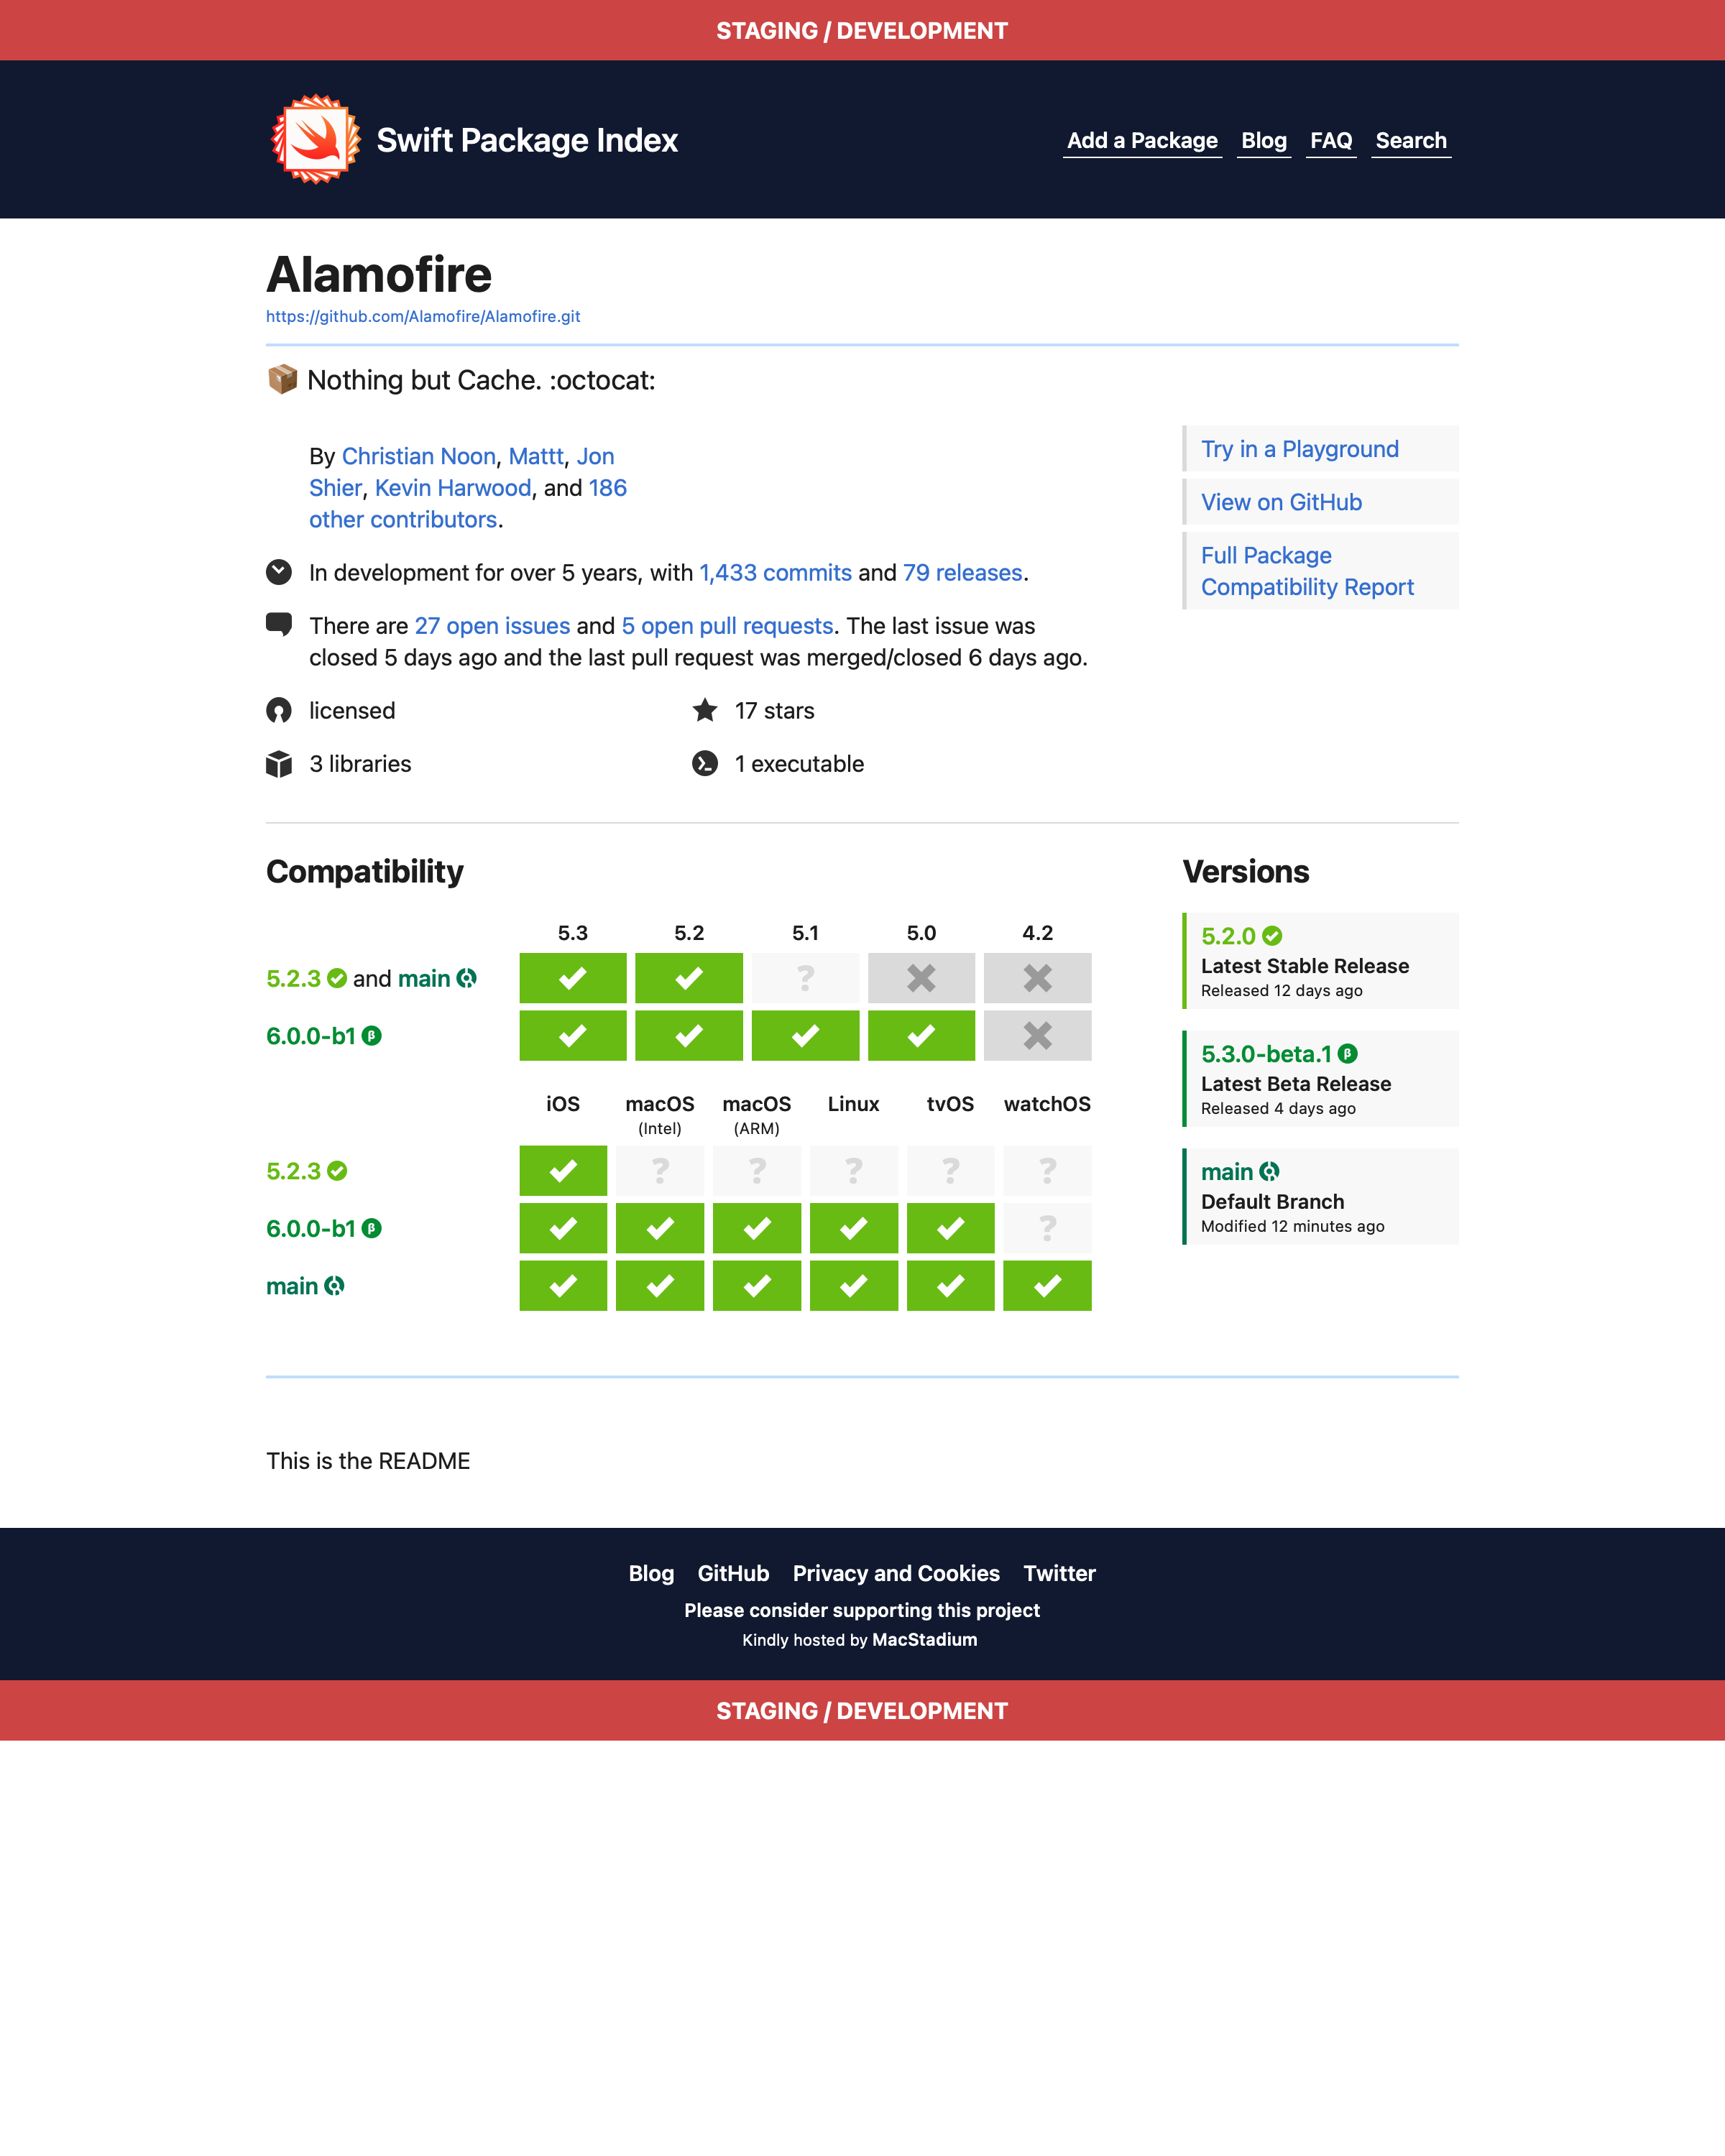 STAGING / DEVELOPMENT
Swift Package Index
Add a Package Blog FAQ Search
Alamofire
https://github.com/Alamofire/Alamofire.git
📦 Nothing but Cache. :octocat:
By Christian Noon, Mattt, Jon
Shier, Kevin Harwood, and 186
other contributors.
In development for over 5 years, with 1,433 commits and 79 releases.
There are 27 open issues and 5 open pull requests. The last issue was
closed 5 days ago and the last pull request was merged/closed 6 days ago.
licensed
17 stars
3 libraries
1 executable
Try in a Playground
View on GitHub
Full Package
Compatibility Report
Compatibility
5.3 5.2 5.1 5.0 4.2
5.2.3 and main ?
6.0.0-b1 β
iOS macOS macOS Linux tvOS watchOS
(Intel) (ARM)
5.2.3 ? ? ? ? ?
6.0.0-b1 β ?
main
Versions
5.2.0
Latest Stable Release
Released 12 days ago
5.3.0-beta.1 β
Latest Beta Release
Released 4 days ago
main
Default Branch
Modified 12 minutes ago
This is the README
Blog GitHub Privacy and Cookies Twitter
Please consider supporting this project
Kindly hosted by MacStadium
STAGING / DEVELOPMENT